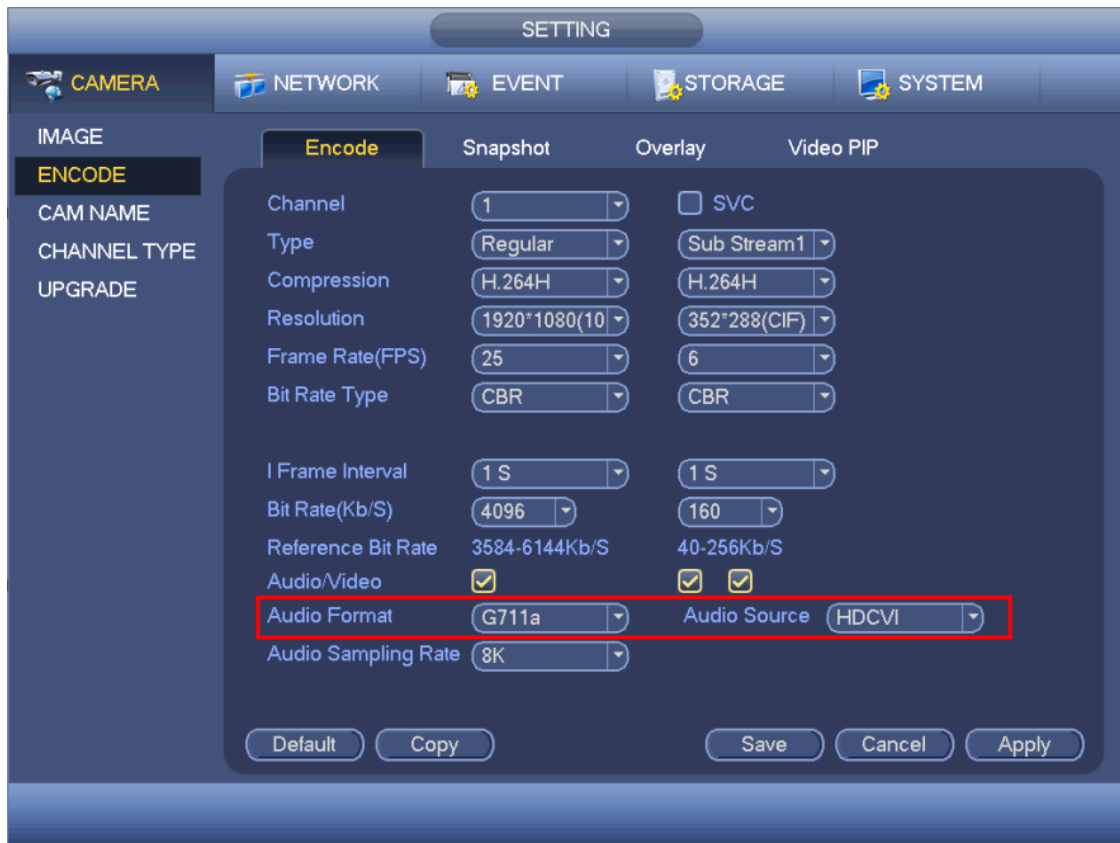 SETTING
CAMERA NETWORK EVENT STORAGE SYSTEM
IMAGE
ENCODE
CAM NAME
CHANNEL TYPE
UPGRADE
Encode Snapshot Overlay Video PIP
Channel 1 SVC
Type Regular Sub Stream1
Compression H.264H H.264H
Resolution 1920*1080(10 352*288(CIF)
Frame Rate(FPS) 25 6
Bit Rate Type CBR CBR
I Frame Interval 1 S 1 S
Bit Rate(Kb/S) 4096 160
Reference Bit Rate 3584-6144Kb/S 40-256Kb/S
Audio/Video
Audio Format G711a Audio Source HDCVI
Audio Sampling Rate 8K
Default Copy Save Cancel Apply